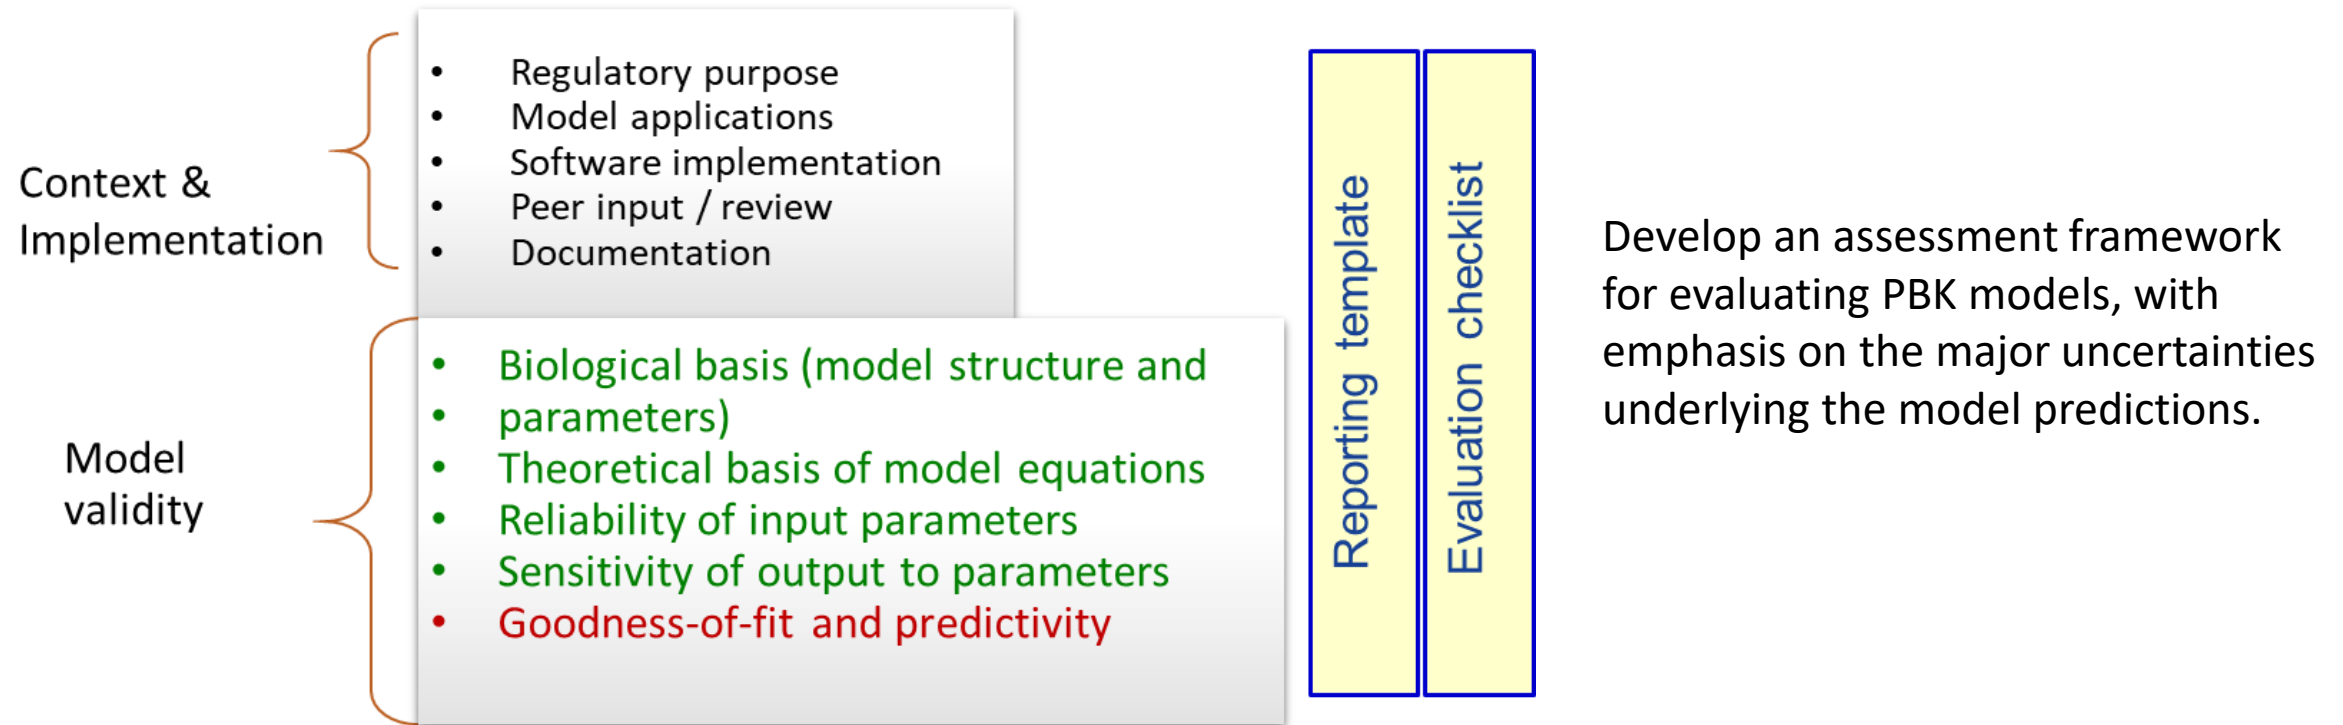 Context &
Implementation
• Regulatory purpose
• Model applications
• Software implementation
• Peer input / review
• Documentation
Model
validity
• Biological basis (model structure and
• parameters)
• Theoretical basis of model equations
• Reliability of input parameters
• Sensitivity of output to parameters
• Goodness-of-fit and predictivity
Reporting template
Evaluation checklist
Develop an assessment framework
for evaluating PBK models, with
emphasis on the major uncertainties
underlying the model predictions.